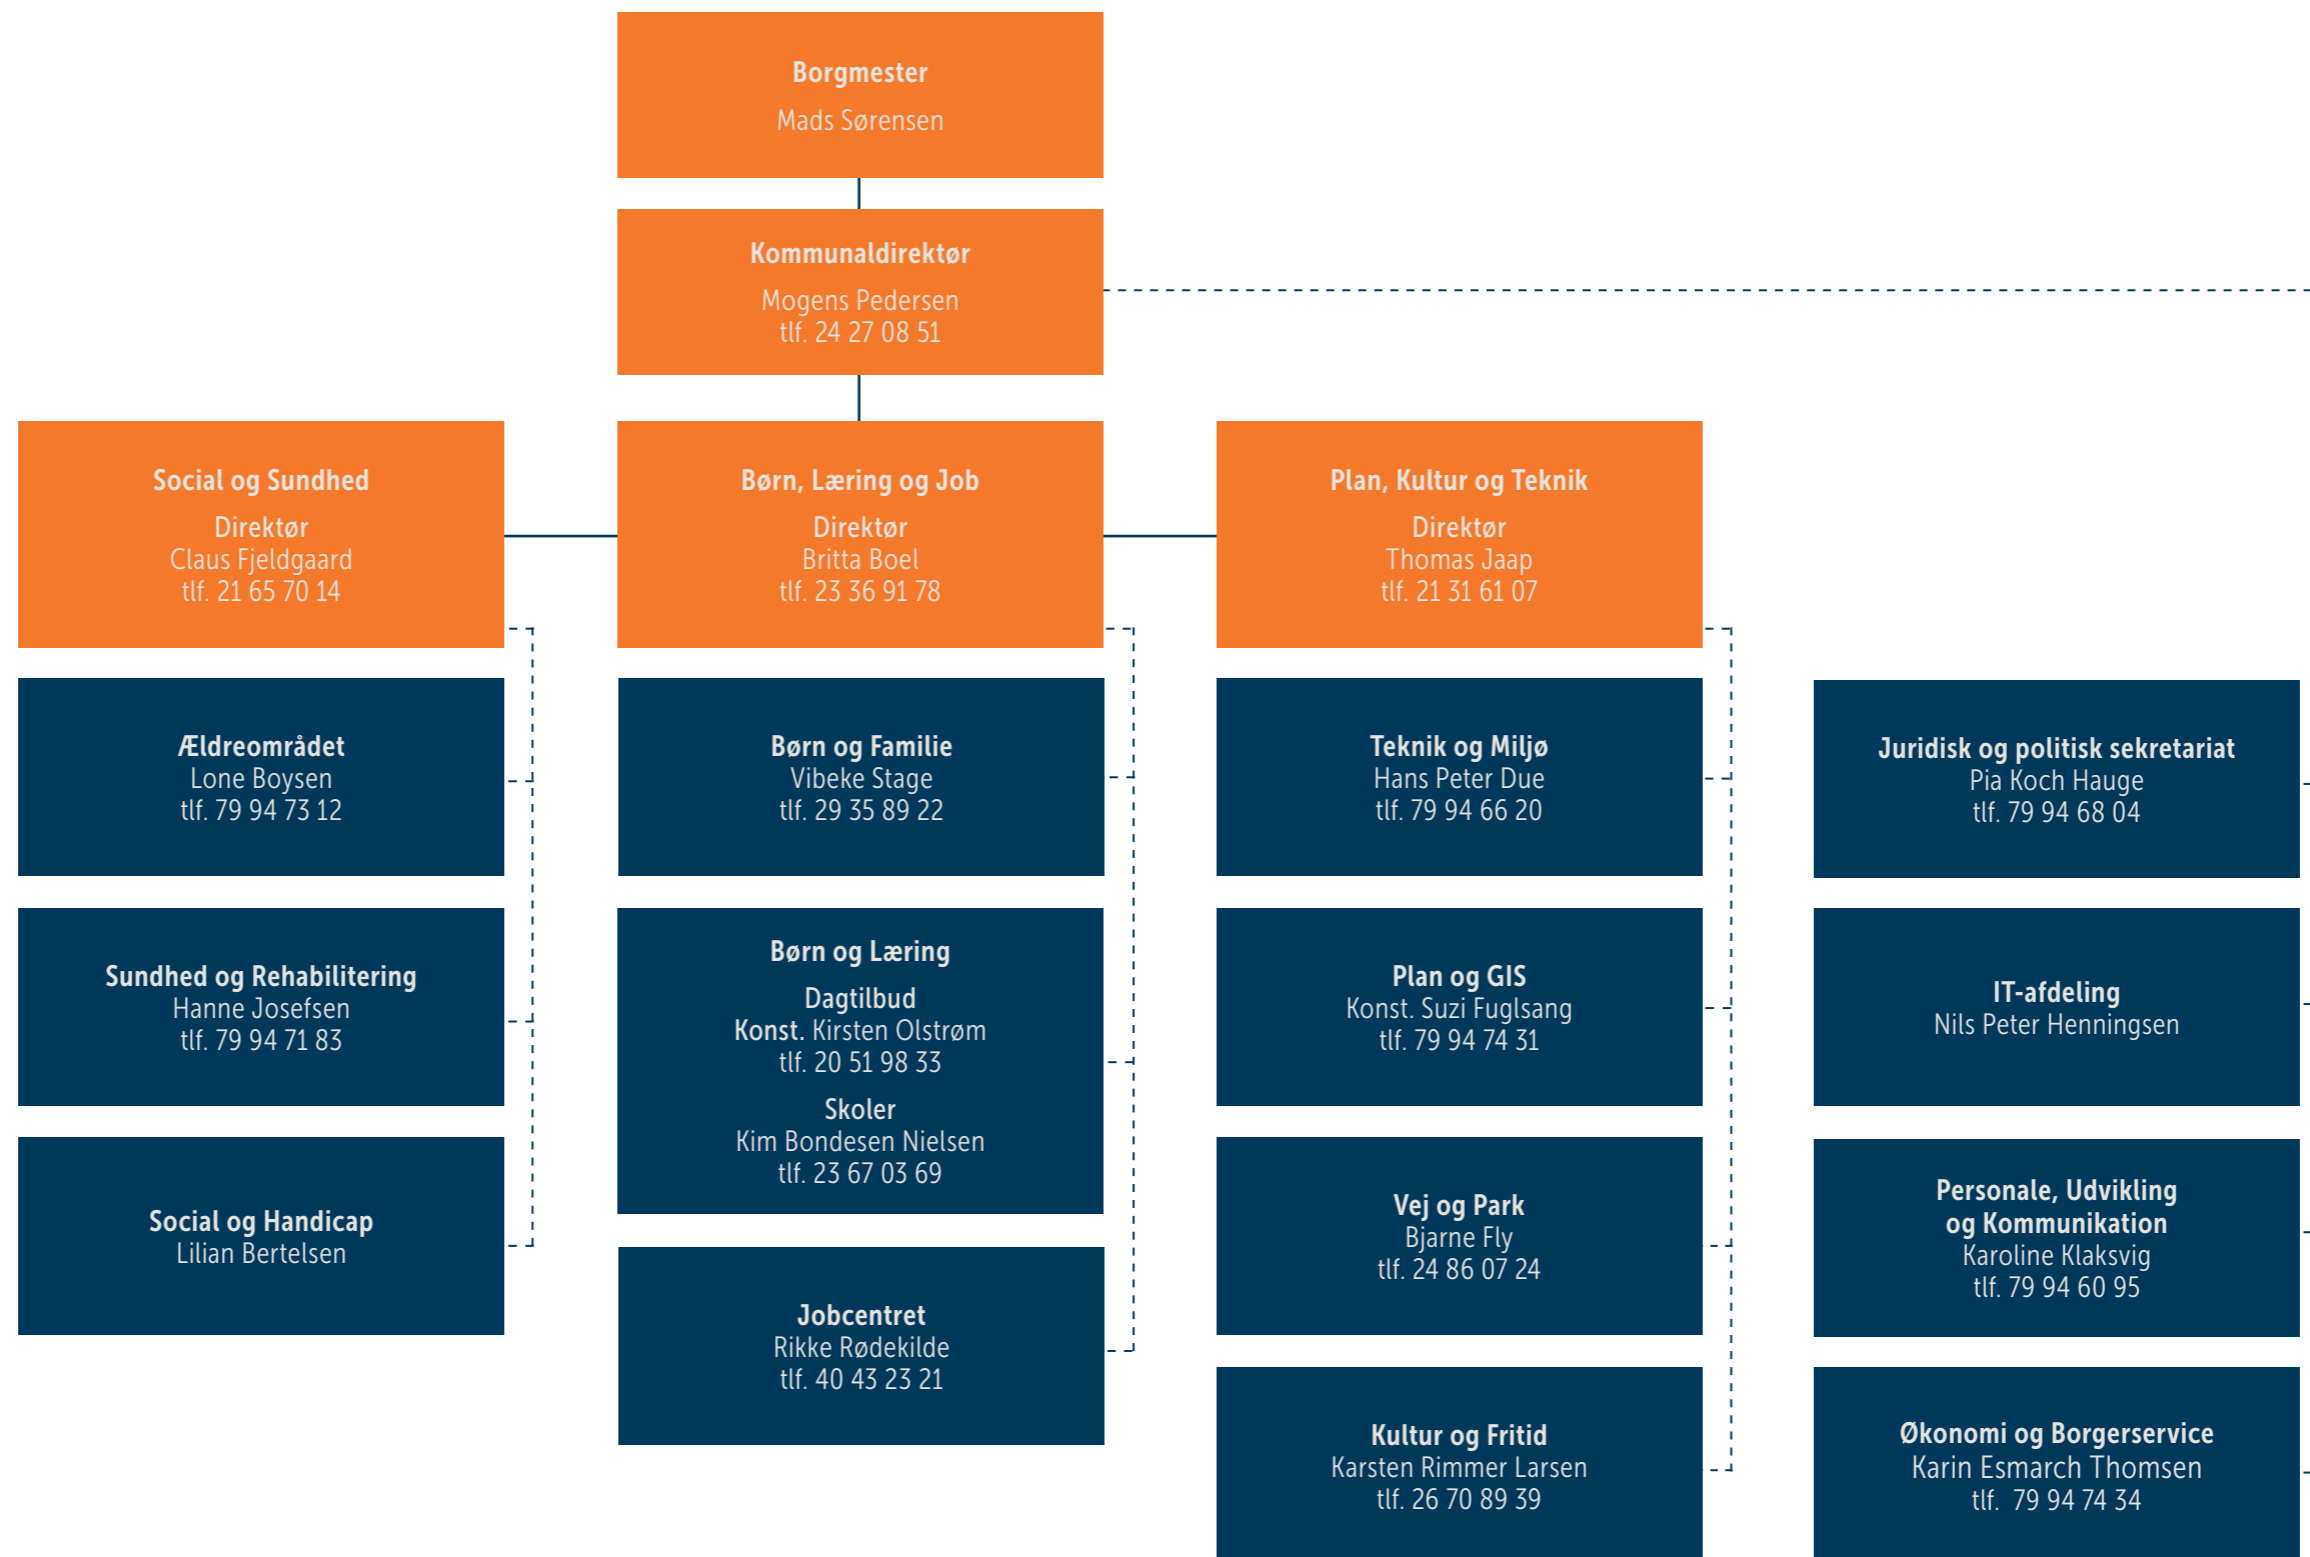 Borgmester
Mads Sørensen
Kommunaldirektør
Mogens Pedersen
tlf. 24 27 08 51
Social og Sundhed
Direktør
Claus Fjeldgaard
tlf. 21 65 70 14
Børn, Læring og Job
Direktør
Britta Boel
tlf. 23 36 91 78
Plan, Kultur og Teknik
Direktør
Thomas Jaap
tlf. 21 31 61 07
Ældreområdet
Lone Boysen
tlf. 79 94 73 12
Sundhed og Rehabilitering
Hanne Josefsen
tlf. 79 94 71 83
Social og Handicap
Lilian Bertelsen
Børn og Familie
Vibeke Stage
tlf. 29 35 89 22
Børn og Læring
Dagtilbud
Konst. Kirsten Olstrøm
tlf. 20 51 98 33
Skoler
Kim Bondesen Nielsen
tlf. 23 67 03 69
Jobcentret
Rikke Rødekilde
tlf. 40 43 23 21
Teknik og Miljø
Hans Peter Due
tlf. 79 94 66 20
Plan og GIS
Konst. Suzi Fuglsang
tlf. 79 94 74 31
Vej og Park
Bjarne Fly
tlf. 24 86 07 24
Kultur og Fritid
Karsten Rimmer Larsen
tlf. 26 70 89 39
Juridisk og politisk sekretariat
Pia Koch Hauge
tlf. 79 94 68 04
IT-afdeling
Nils Peter Henningsen
Personale, Udvikling
og Kommunikation
Karoline Klaksvig
tlf. 79 94 60 95
Økonomi og Borgerservice
Karin Esmarch Thomsen
tlf. 79 94 74 34